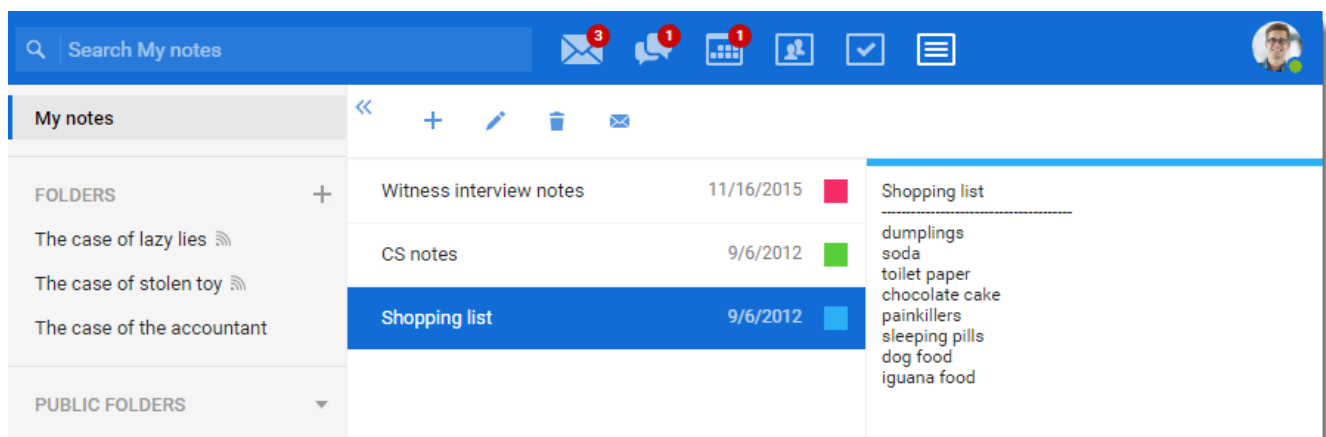 Search My notes
3
1
1
My notes
FOLDERS
The case of lazy lies
The case of stolen toy
The case of the accountant
PUBLIC FOLDERS
Witness interview notes 11/16/2015
CS notes 9/6/2012
Shopping list 9/6/2012
Shopping list
----------------------------------------
dumplings
soda
toilet paper
chocolate cake
painkillers
sleeping pills
dog food
iguana food